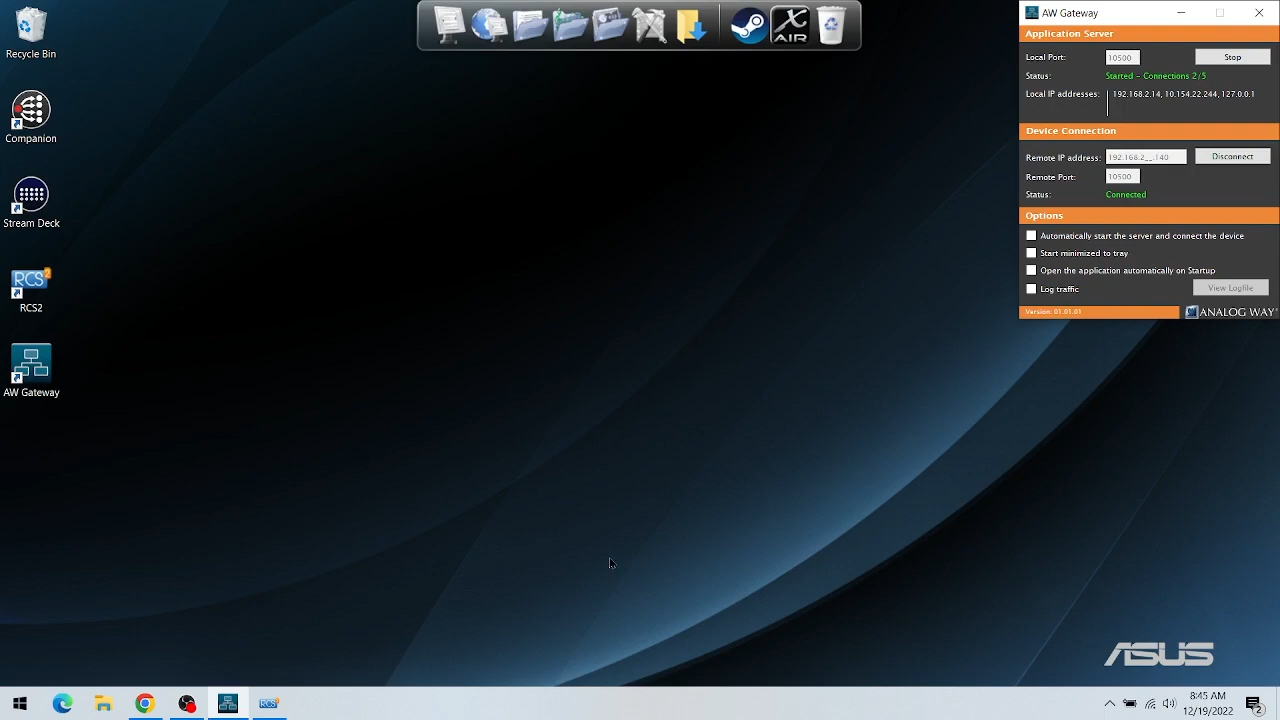 Recycle Bin
Companion
Stream Deck
RCS2
RCS2
AW Gateway
X
AIR
AW Gateway
Application Server
Local Port: 10500 Stop
Status: Started - Connections 2/5
Local IP addresses: 192.168.2.14, 10.154.22.244, 127.0.0.1
Device Connection
Remote IP address: 192.168.2__.140 Disconnect
Remote Port: 10500
Status: Connected
Options
Automatically start the server and connect the device
Start minimized to tray
Open the application automatically on Startup
Log traffic View Logfile
Version: 01.01.01 ANALOG WAY®
ASUS
RCS2
8:45 AM
12/19/2022
2